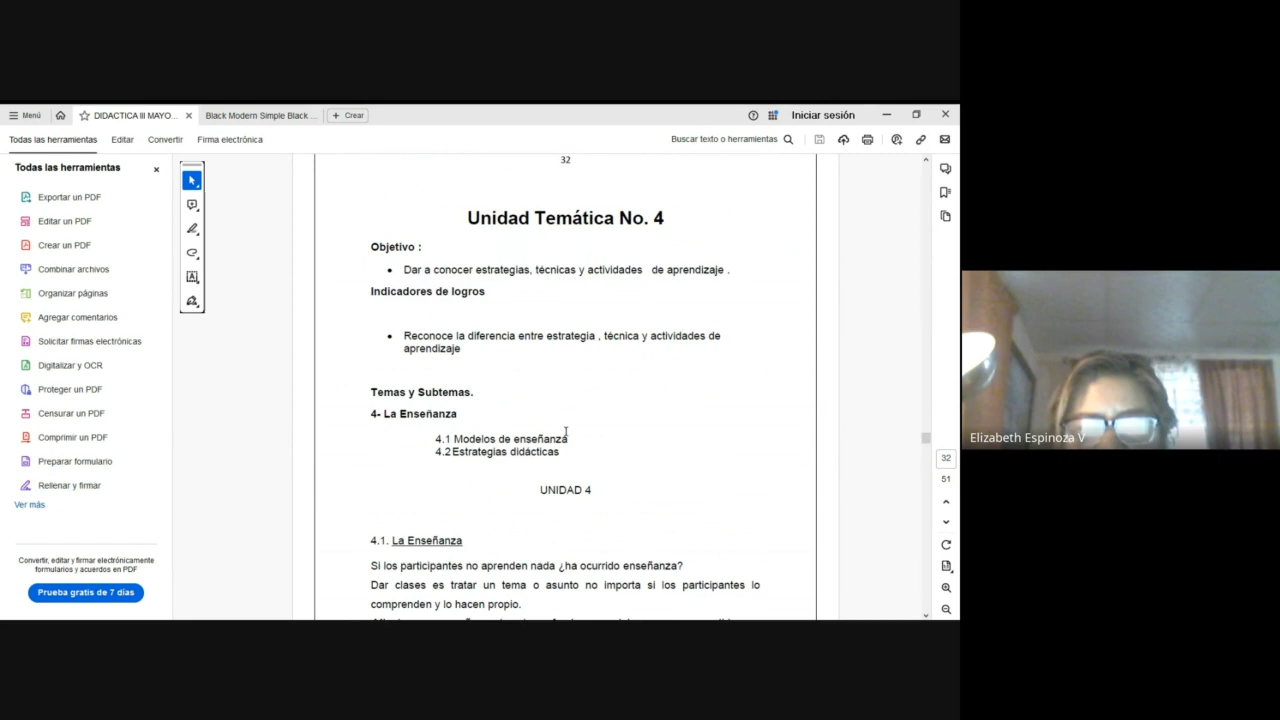 Menú
DIDACTICA III MAYO...
Black Modern Simple Black ...
Crear
Iniciar sesión
Todas las herramientas
Editar
Convertir
Firma electrónica
Buscar texto o herramientas
Todas las herramientas
Exportar un PDF
Editar un PDF
Crear un PDF
Combinar archivos
Organizar páginas
Agregar comentarios
Solicitar firmas electrónicas
Digitalizar y OCR
Proteger un PDF
Censurar un PDF
Comprimir un PDF
Preparar formulario
Rellenar y firmar
Ver más
Convertir, editar y firmar electrónicamente
formularios y acuerdos en PDF
Prueba gratis de 7 días
32
Unidad Temática No. 4
Objetivo :
• Dar a conocer estrategias, técnicas y actividades de aprendizaje .
Indicadores de logros
• Reconoce la diferencia entre estrategia , técnica y actividades de
aprendizaje
Temas y Subtemas.
4- La Enseñanza
4.1 Modelos de enseñanza
4.2 Estrategias didácticas
UNIDAD 4
4.1. La Enseñanza
Si los participantes no aprenden nada ¿ha ocurrido enseñanza?
Dar clases es tratar un tema o asunto no importa si los participantes lo
comprenden y lo hacen propio.
32
51
Elizabeth Espinoza V